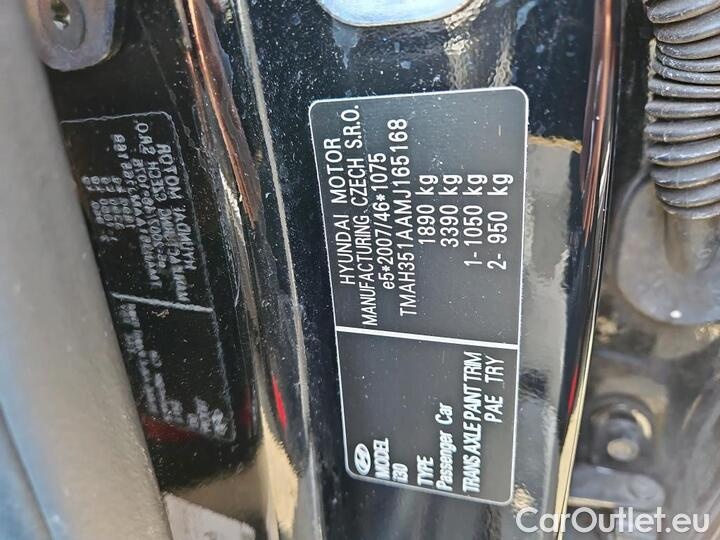 HYUNDAI MOTOR
MANUFACTURING CZECH S.R.O.
e5*2007/46*1075
TMAH351AAMJ165168
1890 kg
3390 kg
1- 1050 kg
2- 950 kg
MODEL
i30
TYPE
Passenger Car
TRANS AXLE PAINT TRIM
PAE TRY
CarOutlet.eu